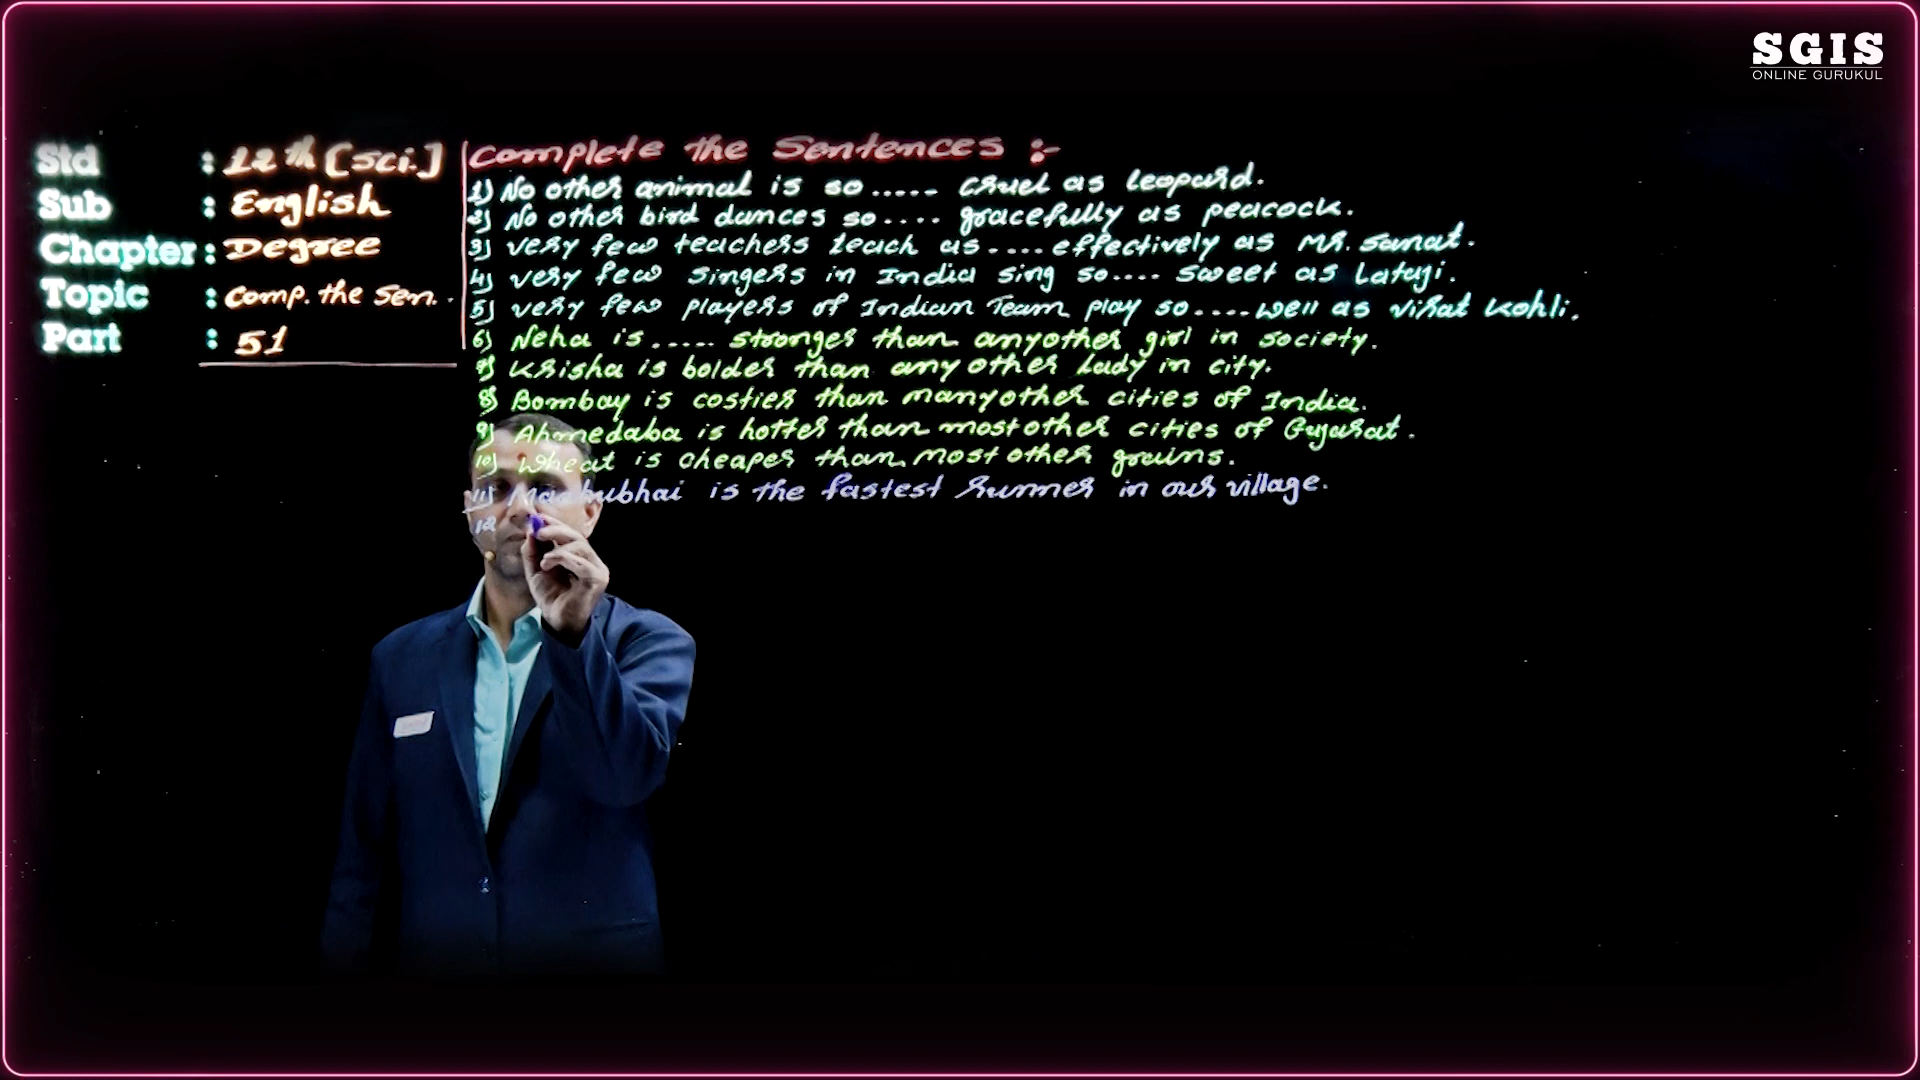 SGIS
ONLINE GURUKUL
Std : 12th [Sci.]
Sub : English
Chapter : Degree
Topic : Comp. the Sen.
Part : 51
Complete the Sentences :-
1) No other animal is so ..... cruel as leopard.
2) No other bird dances so .... gracefully as peacock.
3) very few teachers teach as .... effectively as Mr. Sanat.
4) very few singers in India sing so .... sweet as Lataji.
5) very few players of Indian Team play so .... well as virat kohli.
6) Neha is ..... stronger than anyother girl in society.
7) Krisha is bolder than any other Lady in city.
8) Bombay is costier than manyother cities of India.
9) Ahmedaba is hotter than most other cities of Gujarat.
10) Wheat is cheaper than most other grains.
11) Madhubhai is the fastest runner in our village.
12